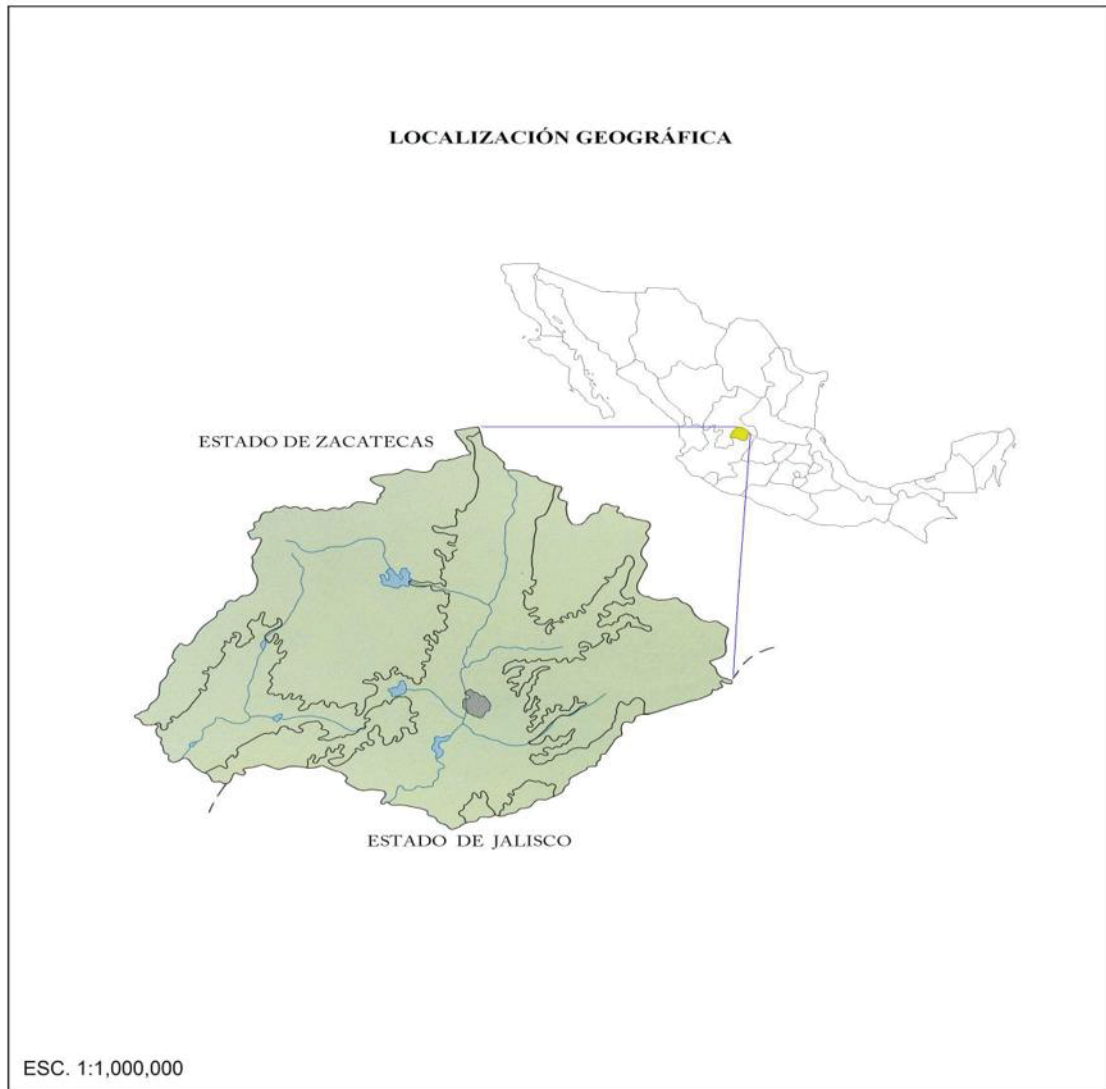 LOCALIZACIÓN GEOGRÁFICA
ESTADO DE ZACATECAS
ESTADO DE JALISCO
ESC. 1:1,000,000